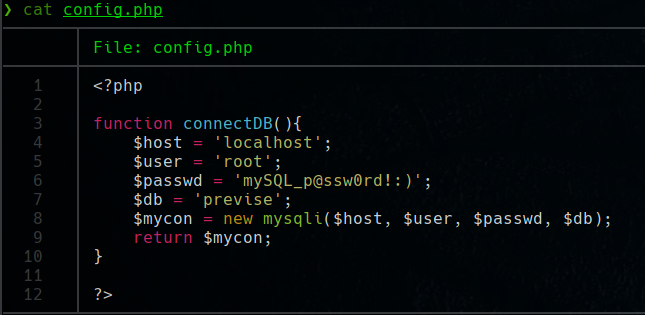 ❯ cat config.php
File: config.php
1 <?php
2
3 function connectDB(){
4     $host = 'localhost';
5     $user = 'root';
6     $passwd = 'mySQL_p@ssw0rd!:)';
7     $db = 'previse';
8     $mycon = new mysqli($host, $user, $passwd, $db);
9     return $mycon;
10 }
11
12 ?>